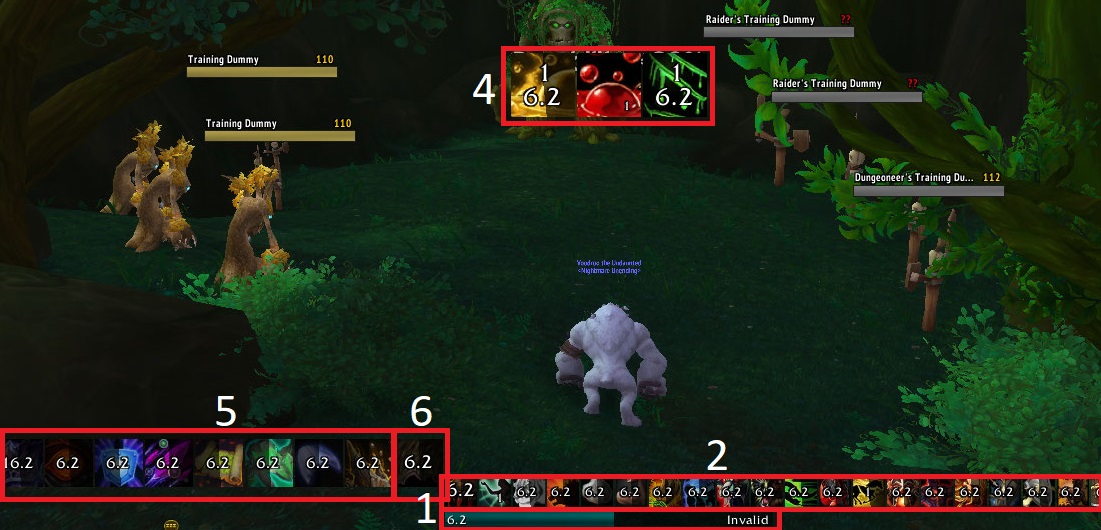 Raider's Training Dummy ??
Training Dummy 110
Raider's Training Dummy ??
4
1 1 1
6.2 6.2
Training Dummy 110
Dungeoneer's Training Du... 112
Voodroo the Undaunted
<Nightmare Unending>
5 6
16.2 6.2 6.2 6.2 6.2 6.2 6.2 6.2 6.2
2
6.2 6.2 6.2 6.2 6.2 6.2 6.2 6.2 6.2 6.2 6.2 6.2 6.2 6.2 6.2 6.2 6.2
1
6.2 Invalid